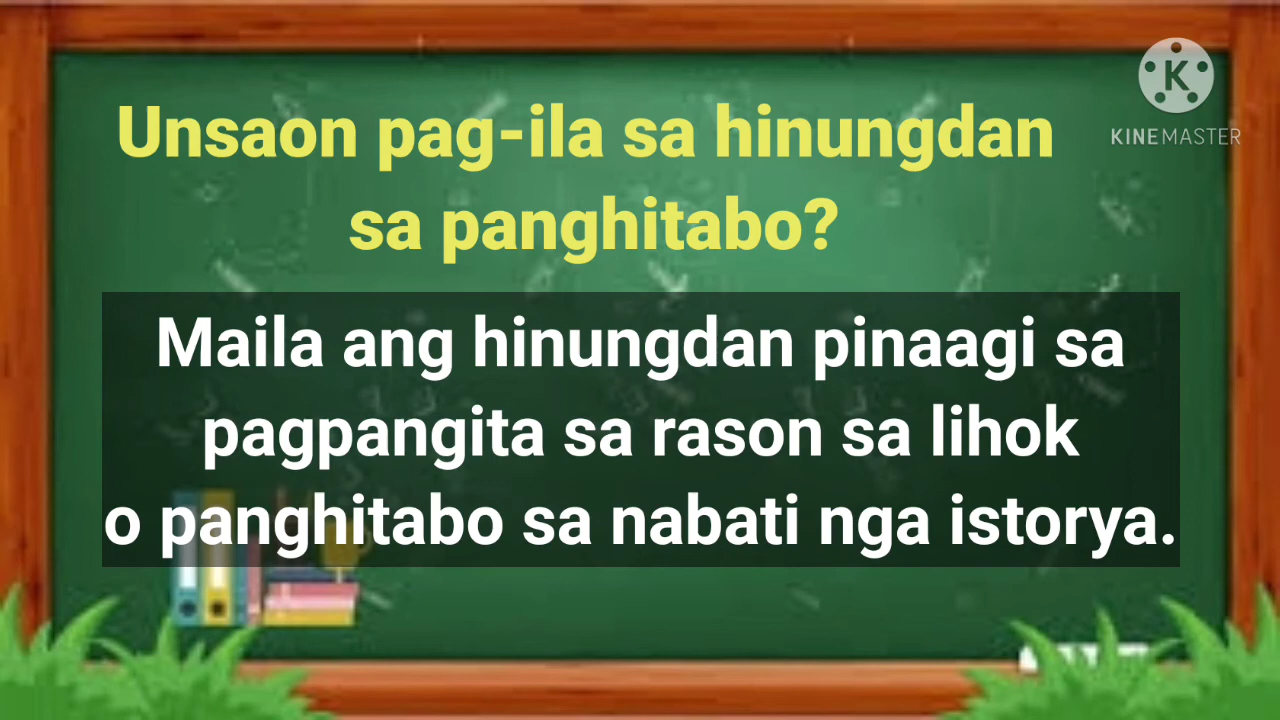 Unsaon pag-ila sa hinungdan
sa panghitabo?
KINEMASTER
Maila ang hinungdan pinaagi sa
pagpangita sa rason sa lihok
o panghitabo sa nabati nga istorya.